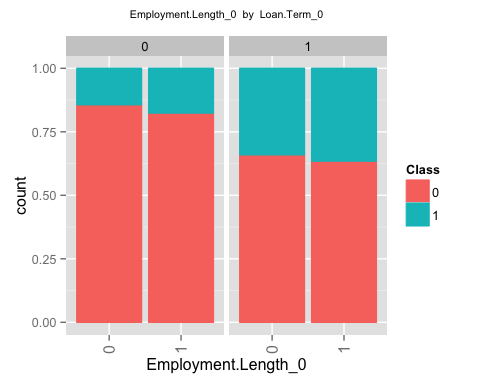 Employment.Length_0 by Loan.Term_0
0 1
1.00
0.75
0.50
0.25
0.00
count
0 1 0 1
Employment.Length_0
Class
0
1